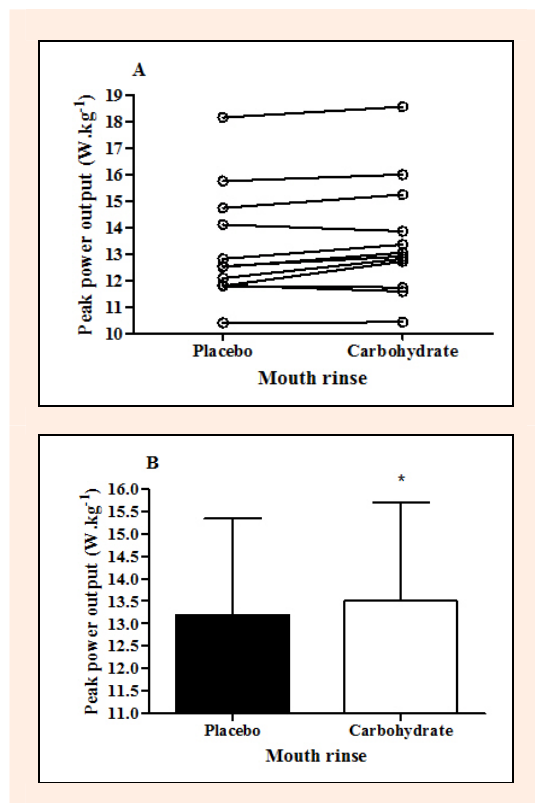 A
Peak power output (W.kg-1)
19
18
17
16
15
14
13
12
11
10
Placebo
Carbohydrate
Mouth rinse
B
*
Peak power output (W.kg-1)
16.0
15.5
15.0
14.5
14.0
13.5
13.0
12.5
12.0
11.5
11.0
Placebo
Carbohydrate
Mouth rinse